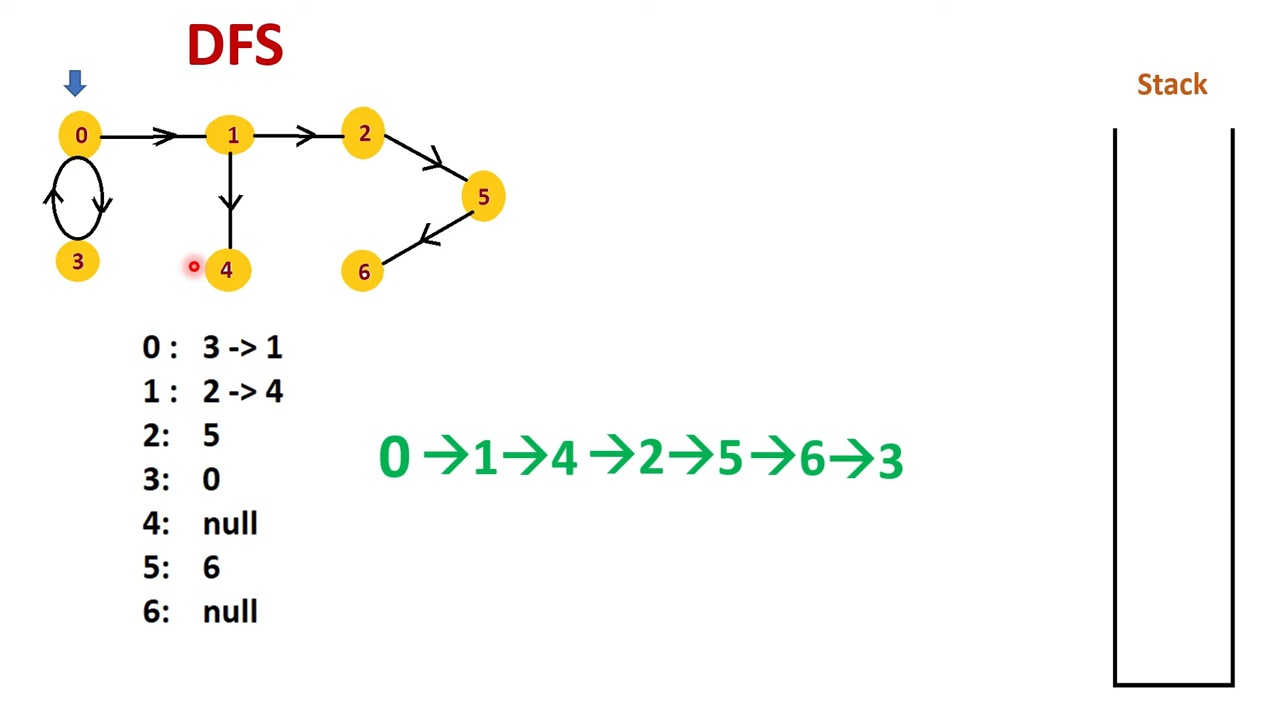 DFS
Stack
0
1
2
5
3
4
6
0 : 3 -> 1
1 : 2 -> 4
2: 5
3: 0
4: null
5: 6
6: null
0 →1→4 →2→5→6→3